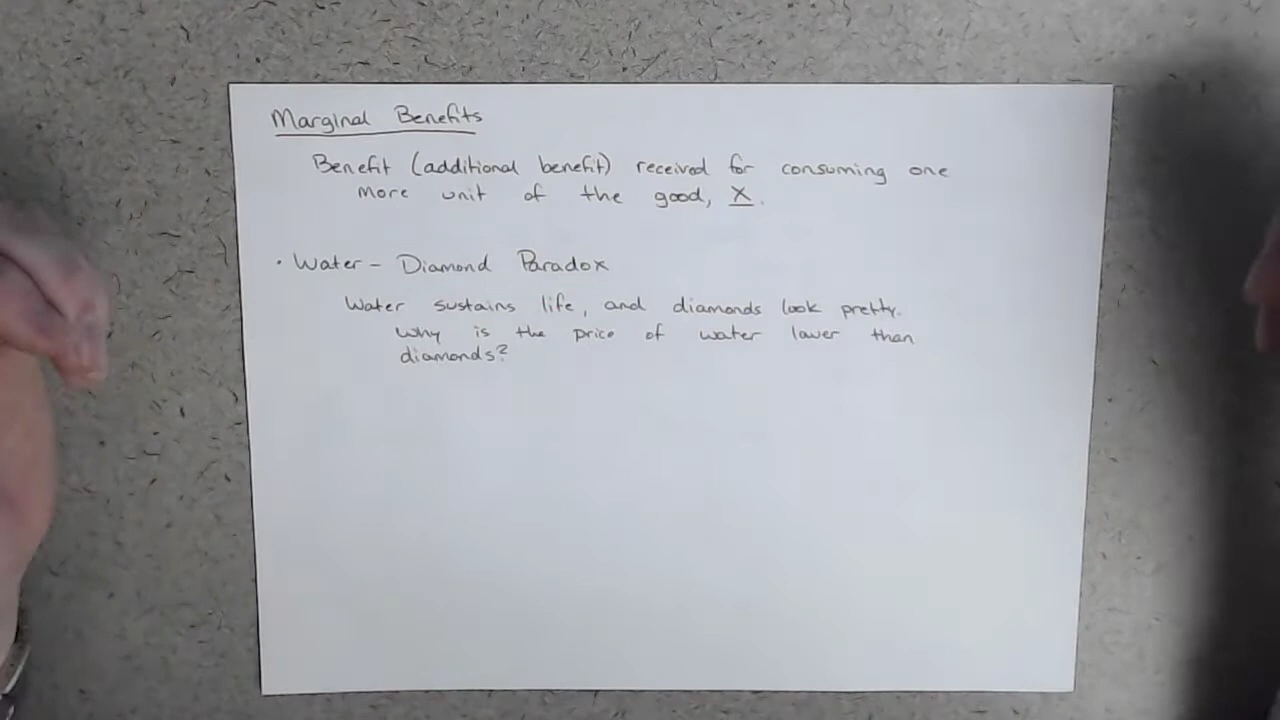 Marginal Benefits
Benefit (additional benefit) received for consuming one
more unit of the good, X.
• Water - Diamond Paradox
Water sustains life, and diamonds look pretty.
Why is the price of water lower than
diamonds?